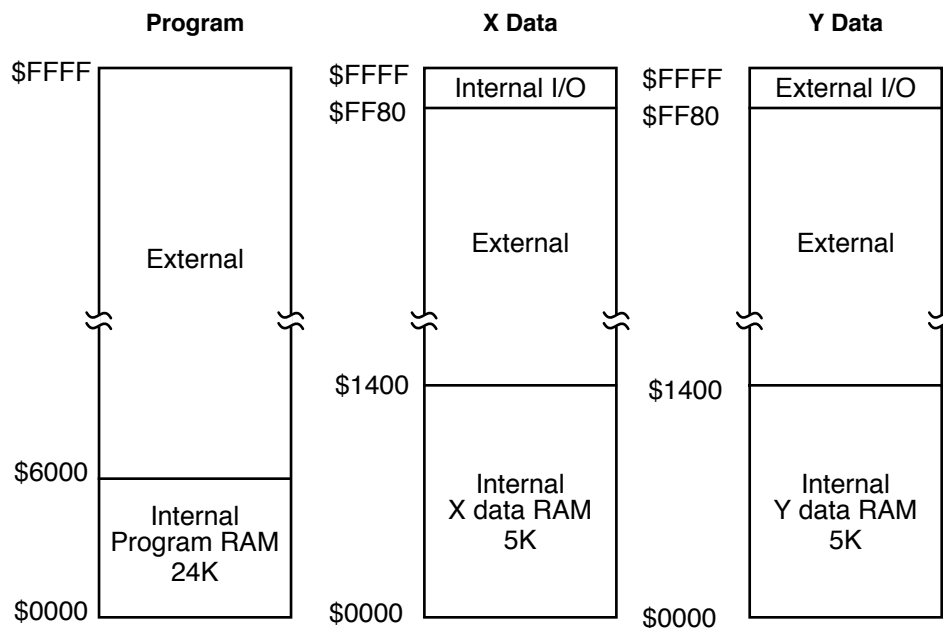 Program
$FFFF
External
$6000
Internal
Program RAM
24K
$0000
X Data
$FFFF
Internal I/O
$FF80
External
$1400
Internal
X data RAM
5K
$0000
Y Data
$FFFF
External I/O
$FF80
External
$1400
Internal
Y data RAM
5K
$0000